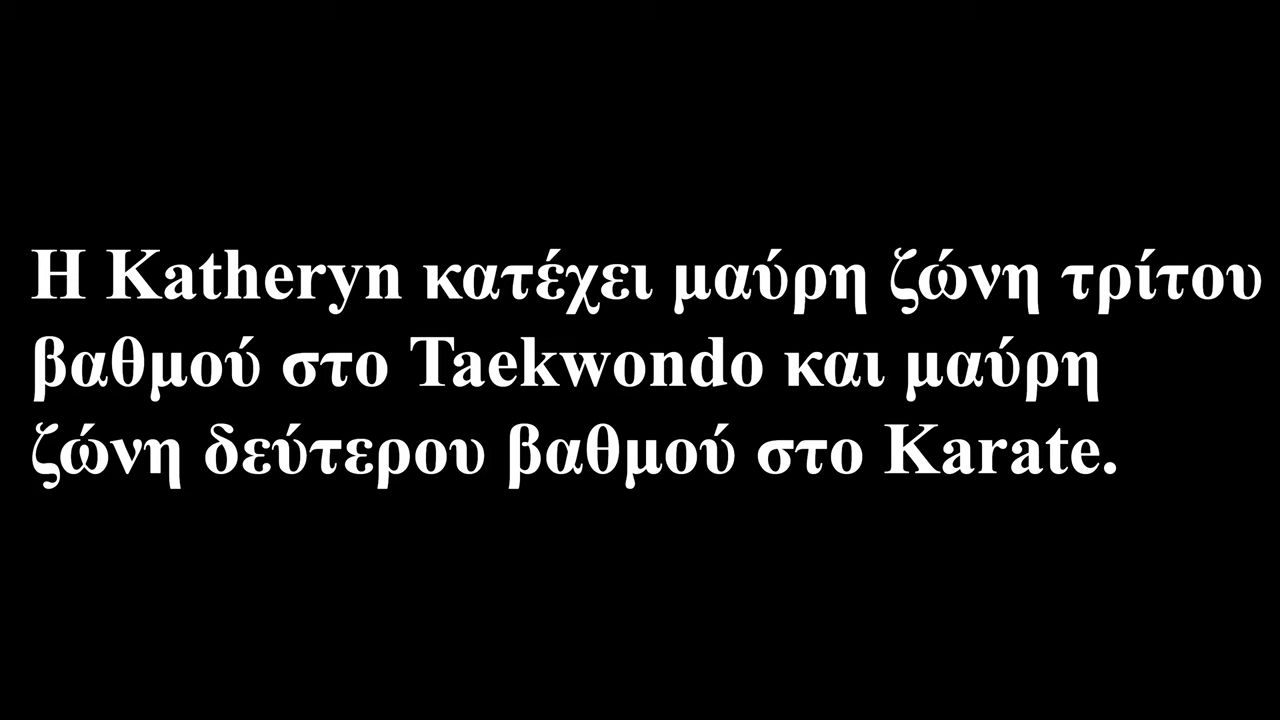 Η Katheryn κατέχει μαύρη ζώνη τρίτου
βαθμού στο Taekwondo και μαύρη
ζώνη δεύτερου βαθμού στο Karate.